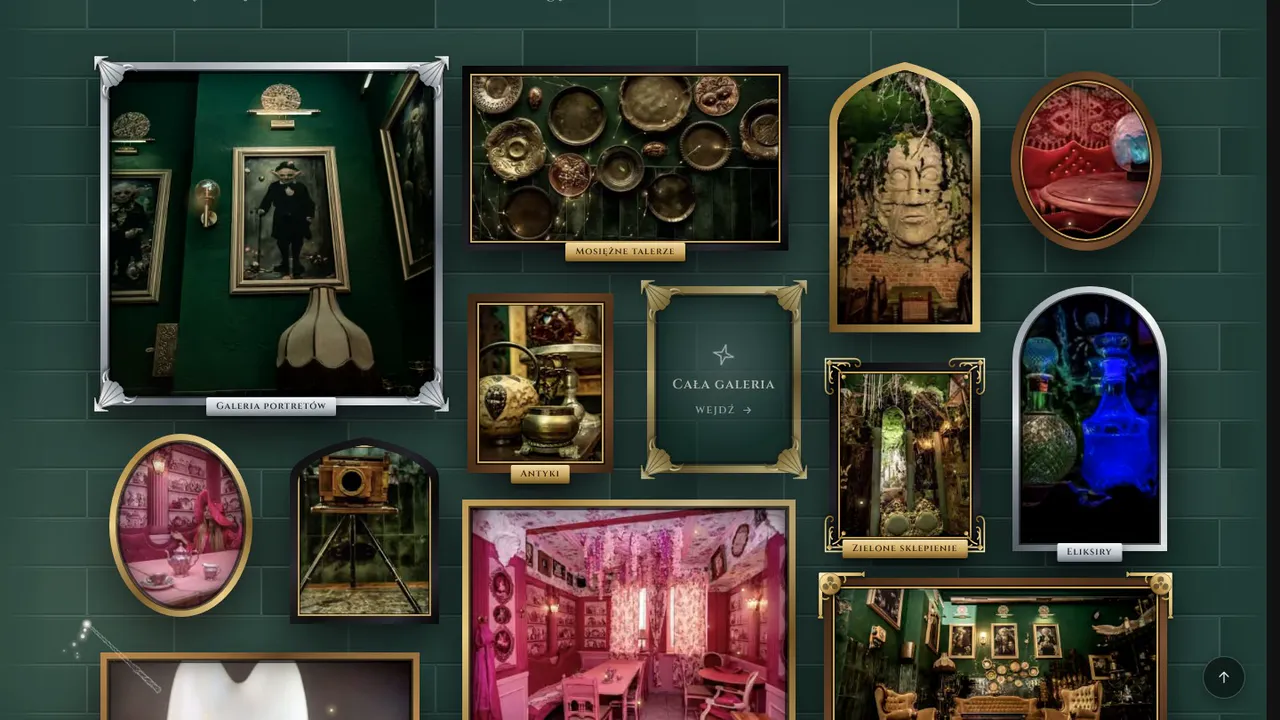 Mosiężne talerze
Galeria portretów
Cała galeria
Wejdź →
Antyki
Zielone sklepienie
Eliksiry